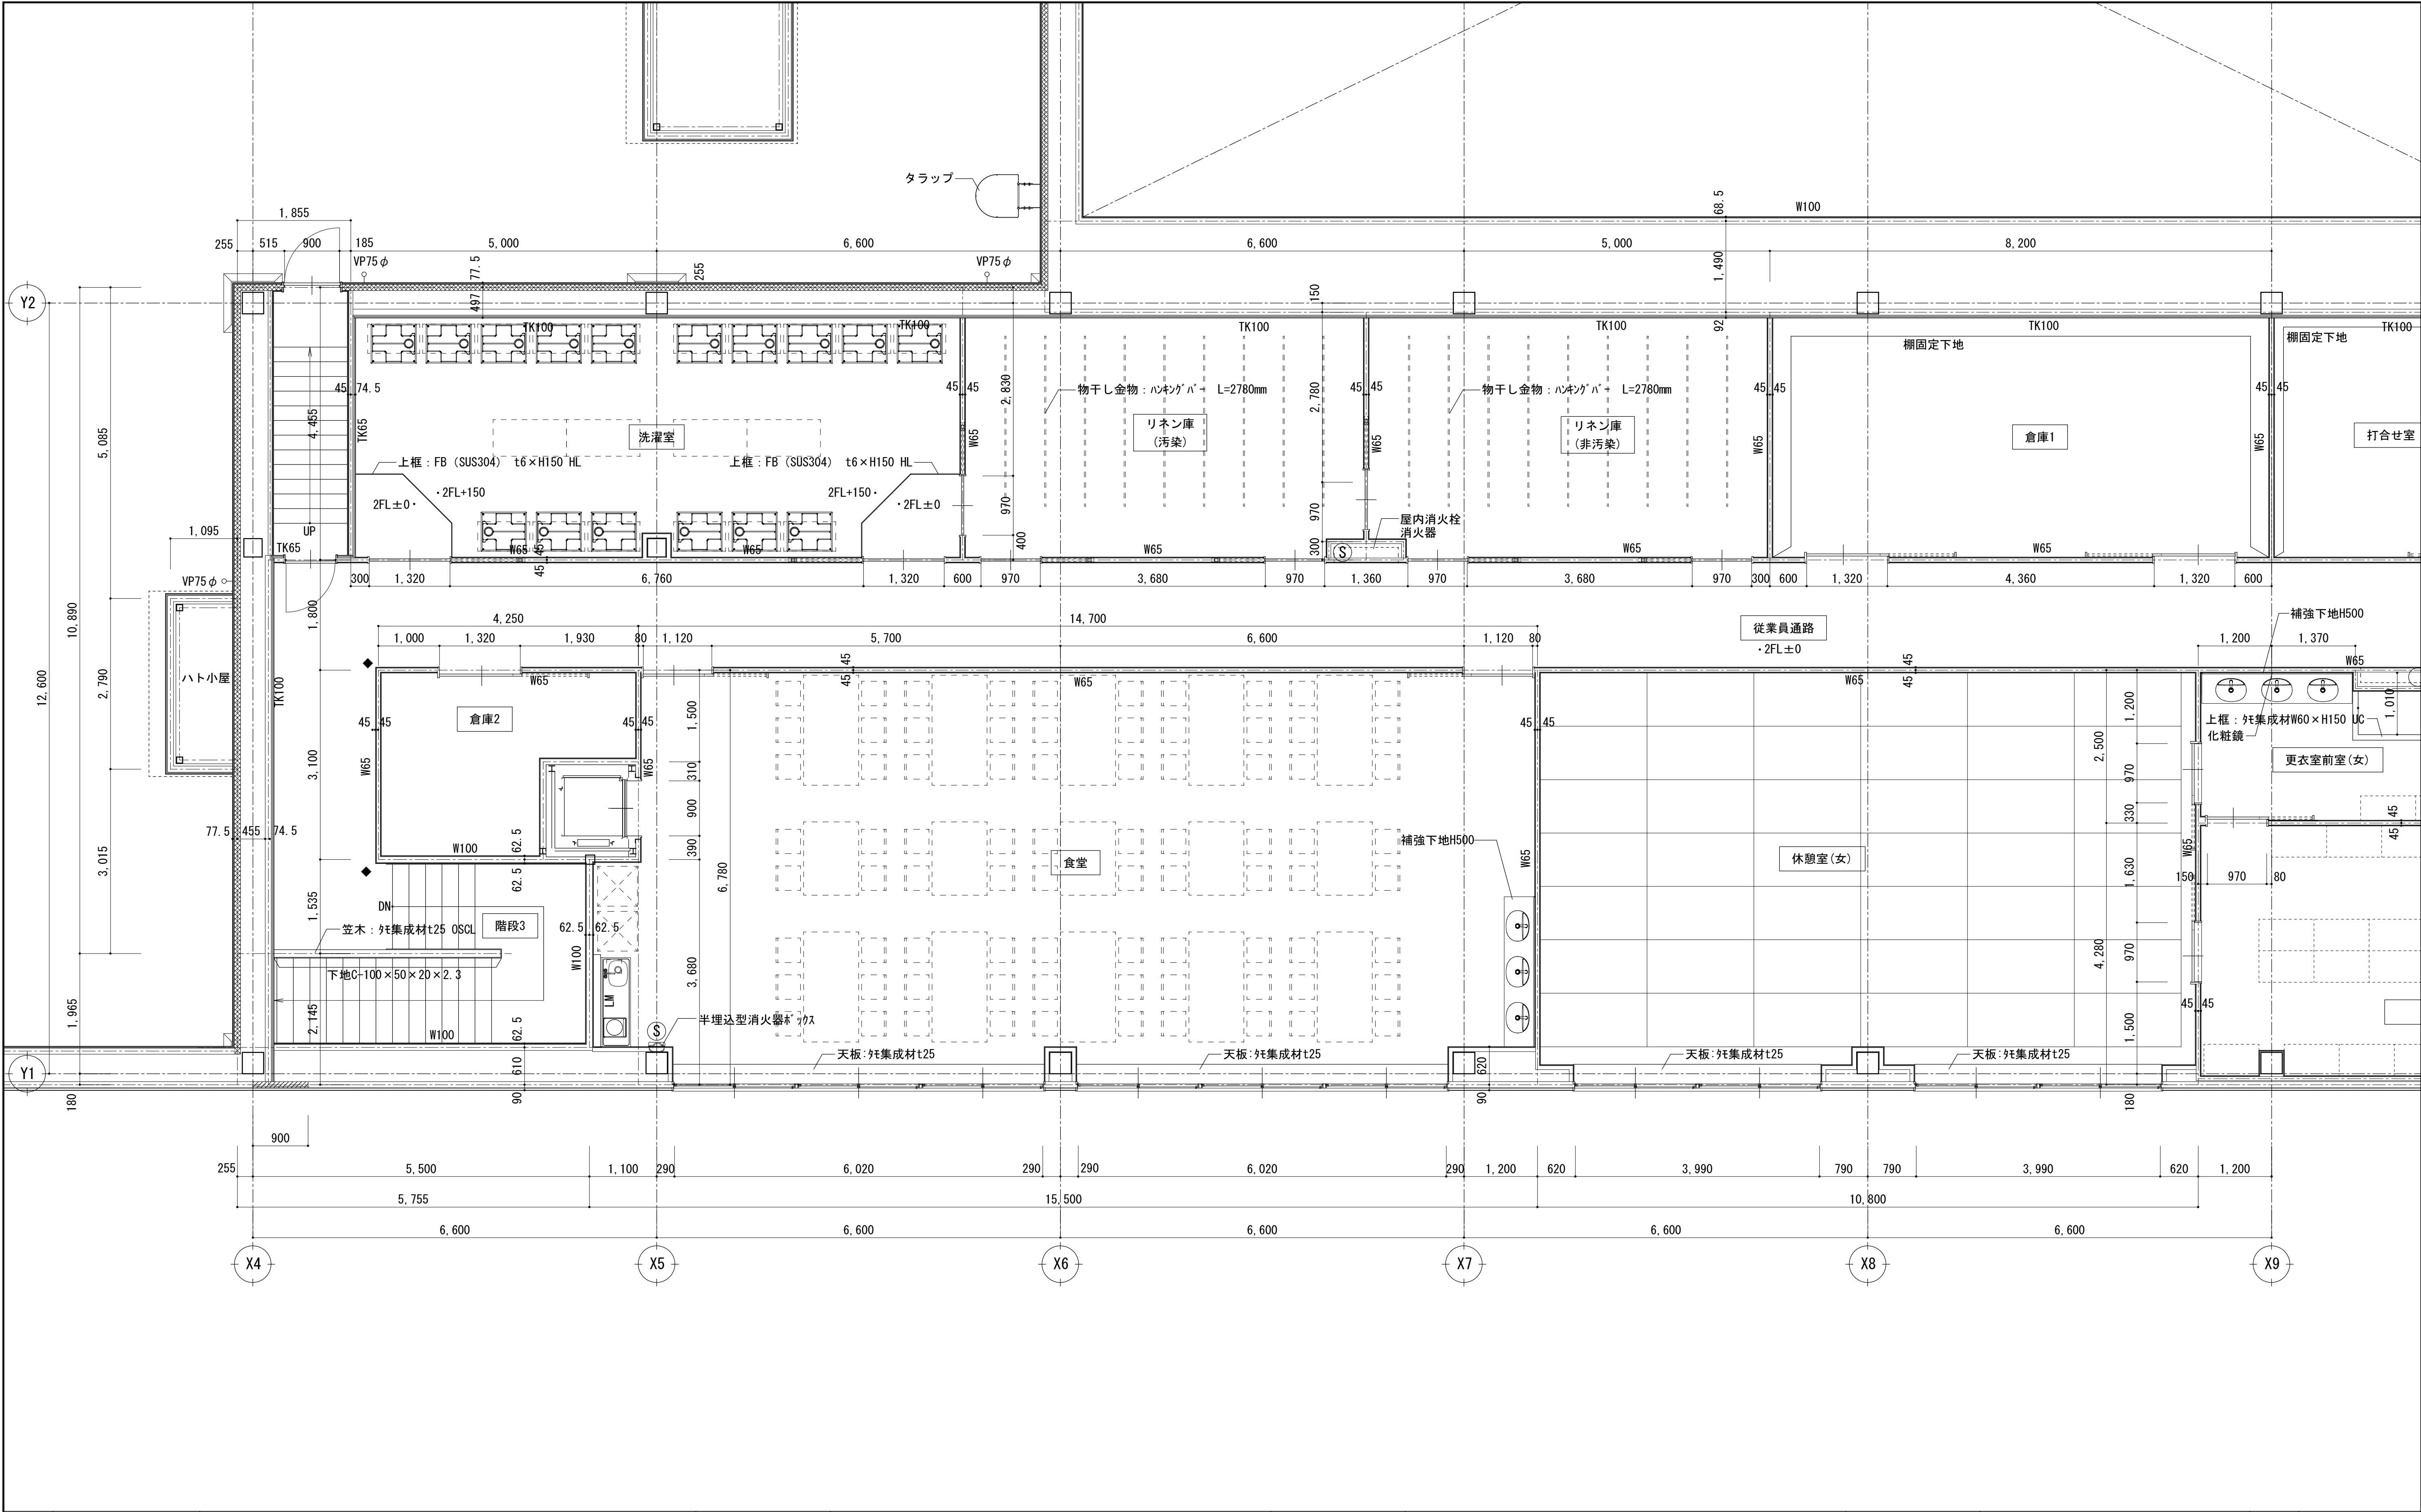 タラップ
W100
68.5
1,855
255
515
900
185
5,000
6,600
6,600
5,000
8,200
VP75φ
77.5
255
VP75φ
1,490
Y2
497
150
92
TK100
TK100
TK100
TK100
TK100
TK100
棚固定下地
棚固定下地
45
74.5
45
45
2,830
物干し金物：ハンキングバー L=2780mm
2,780
45
45
物干し金物：ハンキングバー L=2780mm
45
45
45
45
4,455
5,085
TK65
洗濯室
W65
リネン庫
(汚染)
W65
リネン庫
(非汚染)
W65
倉庫1
W65
打合せ室
上框：FB（SUS304） t6×H150 HL
上框：FB（SUS304） t6×H150 HL
・2FL+150
2FL±0・
2FL+150・
・2FL±0
970
970
屋内消火栓
消火器
S
1,095
UP
TK65
W65
45
45
W65
400
W65
300
W65
W65
VP75φ
300
1,320
6,760
1,320
600
970
3,680
970
1,360
970
3,680
970
300
600
1,320
4,360
1,320
600
1,800
4,250
14,700
従業員通路
・2FL±0
補強下地H500
1,000
1,320
1,930
80
1,120
5,700
6,600
1,120
80
1,200
1,370
10,890
12,600
2,790
ハト小屋
TK100
W65
45
45
W65
W65
45
45
W65
倉庫2
45
45
45
45
1,500
45
45
1,200
1,010
上框：タモ集成材W60×H150 UC
化粧鏡
2,500
更衣室前室(女)
3,100
W65
W65
310
970
900
330
45
45
77.5
455
74.5
W100
62.5
390
補強下地H500
W65
食堂
休憩室(女)
W65
3,015
62.5
6,780
1,630
150
970
80
1,535
DN
階段3
笠木：タモ集成材t25 OSCL
62.5
62.5
W100
下地C-100×50×20×2.3
3,680
4,280
970
LM
1,965
2,145
W100
62.5
S
半埋込型消火器ボックス
45
45
1,500
天板:タモ集成材t25
天板:タモ集成材t25
天板:タモ集成材t25
天板:タモ集成材t25
Y1
610
620
180
90
90
180
900
255
5,500
1,100
290
6,020
290
290
6,020
290
1,200
620
3,990
790
790
3,990
620
1,200
5,755
15,500
10,800
6,600
6,600
6,600
6,600
6,600
X4
X5
X6
X7
X8
X9